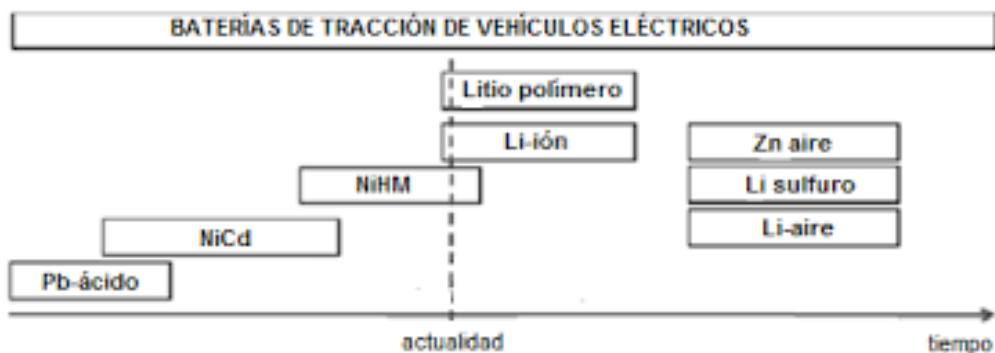 BATERÍAS DE TRACCIÓN DE VEHÍCULOS ELÉCTRICOS
Litio polímero
Li-ión
Zn aire
NiHM
Li sulfuro
NiCd
Li-aire
Pb-ácido
actualidad
tiempo